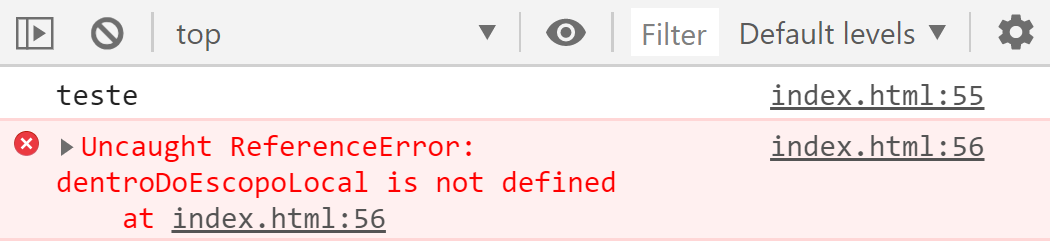 top Filter Default levels
teste index.html:55
Uncaught ReferenceError: index.html:56
dentroDoEscopoLocal is not defined
at index.html:56